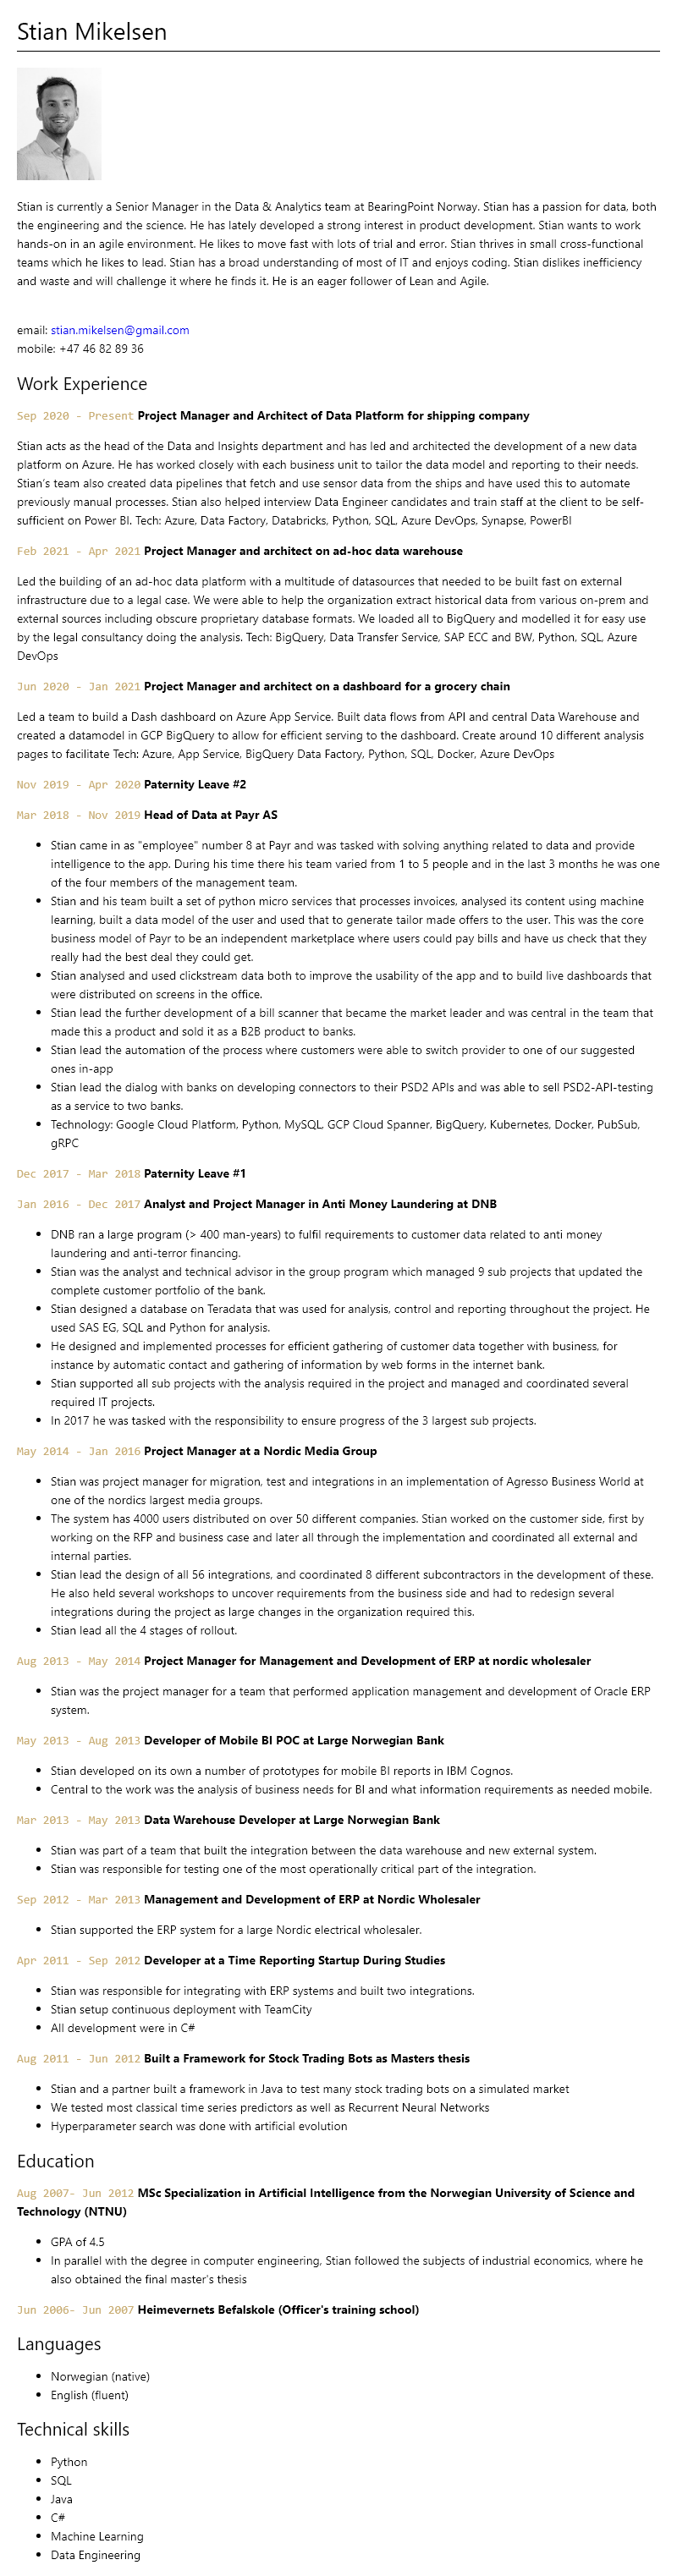 Stian Mikelsen
Stian is currently a Senior Manager in the Data & Analytics team at BearingPoint Norway. Stian has a passion for data, both
the engineering and the science. He has lately developed a strong interest in product development. Stian wants to work
hands-on in an agile environment. He likes to move fast with lots of trial and error. Stian thrives in small cross-functional
teams which he likes to lead. Stian has a broad understanding of most of IT and enjoys coding. Stian dislikes inefficiency
and waste and will challenge it where he finds it. He is an eager follower of Lean and Agile.
email: stian.mikelsen@gmail.com
mobile: +47 46 82 89 36
Work Experience
Sep 2020 - Present Project Manager and Architect of Data Platform for shipping company
Stian acts as the head of the Data and Insights department and has led and architected the development of a new data
platform on Azure. He has worked closely with each business unit to tailor the data model and reporting to their needs.
Stian's team also created data pipelines that fetch and use sensor data from the ships and have used this to automate
previously manual processes. Stian also helped interview Data Engineer candidates and train staff at the client to be self-
sufficient on Power BI. Tech: Azure, Data Factory, Databricks, Python, SQL, Azure DevOps, Synapse, PowerBI
Feb 2021 - Apr 2021 Project Manager and architect on ad-hoc data warehouse
Led the building of an ad-hoc data platform with a multitude of datasources that needed to be built fast on external
infrastructure due to a legal case. We were able to help the organization extract historical data from various on-prem and
external sources including obscure proprietary database formats. We loaded all to BigQuery and modelled it for easy use
by the legal consultancy doing the analysis. Tech: BigQuery, Data Transfer Service, SAP ECC and BW, Python, SQL, Azure
DevOps
Jun 2020 - Jan 2021 Project Manager and architect on a dashboard for a grocery chain
Led a team to build a Dash dashboard on Azure App Service. Built data flows from API and central Data Warehouse and
created a datamodel in GCP BigQuery to allow for efficient serving to the dashboard. Create around 10 different analysis
pages to facilitate Tech: Azure, App Service, BigQuery Data Factory, Python, SQL, Docker, Azure DevOps
Nov 2019 - Apr 2020 Paternity Leave #2
Mar 2018 - Nov 2019 Head of Data at Payr AS
• Stian came in as "employee" number 8 at Payr and was tasked with solving anything related to data and provide
intelligence to the app. During his time there his team varied from 1 to 5 people and in the last 3 months he was one
of the four members of the management team.
• Stian and his team built a set of python micro services that processes invoices, analysed its content using machine
learning, built a data model of the user and used that to generate tailor made offers to the user. This was the core
business model of Payr to be an independent marketplace where users could pay bills and have us check that they
really had the best deal they could get.
• Stian analysed and used clickstream data both to improve the usability of the app and to build live dashboards that
were distributed on screens in the office.
• Stian lead the further development of a bill scanner that became the market leader and was central in the team that
made this a product and sold it as a B2B product to banks.
• Stian lead the automation of the process where customers were able to switch provider to one of our suggested
ones in-app
• Stian lead the dialog with banks on developing connectors to their PSD2 APIs and was able to sell PSD2-API-testing
as a service to two banks.
• Technology: Google Cloud Platform, Python, MySQL, GCP Cloud Spanner, BigQuery, Kubernetes, Docker, PubSub,
gRPC
Dec 2017 - Mar 2018 Paternity Leave #1
Jan 2016 - Dec 2017 Analyst and Project Manager in Anti Money Laundering at DNB
• DNB ran a large program (> 400 man-years) to fulfil requirements to customer data related to anti money
laundering and anti-terror financing.
• Stian was the analyst and technical advisor in the group program which managed 9 sub projects that updated the
complete customer portfolio of the bank.
• Stian designed a database on Teradata that was used for analysis, control and reporting throughout the project. He
used SAS EG, SQL and Python for analysis.
• He designed and implemented processes for efficient gathering of customer data together with business, for
instance by automatic contact and gathering of information by web forms in the internet bank.
• Stian supported all sub projects with the analysis required in the project and managed and coordinated several
required IT projects.
• In 2017 he was tasked with the responsibility to ensure progress of the 3 largest sub projects.
May 2014 - Jan 2016 Project Manager at a Nordic Media Group
• Stian was project manager for migration, test and integrations in an implementation of Agresso Business World at
one of the nordics largest media groups.
• The system has 4000 users distributed on over 50 different companies. Stian worked on the customer side, first by
working on the RFP and business case and later all through the implementation and coordinated all external and
internal parties.
• Stian lead the design of all 56 integrations, and coordinated 8 different subcontractors in the development of these.
He also held several workshops to uncover requirements from the business side and had to redesign several
integrations during the project as large changes in the organization required this.
• Stian lead all the 4 stages of rollout.
Aug 2013 - May 2014 Project Manager for Management and Development of ERP at nordic wholesaler
• Stian was the project manager for a team that performed application management and development of Oracle ERP
system.
May 2013 - Aug 2013 Developer of Mobile BI POC at Large Norwegian Bank
• Stian developed on its own a number of prototypes for mobile BI reports in IBM Cognos.
• Central to the work was the analysis of business needs for BI and what information requirements as needed mobile.
Mar 2013 - May 2013 Data Warehouse Developer at Large Norwegian Bank
• Stian was part of a team that built the integration between the data warehouse and new external system.
• Stian was responsible for testing one of the most operationally critical part of the integration.
Sep 2012 - Mar 2013 Management and Development of ERP at Nordic Wholesaler
• Stian supported the ERP system for a large Nordic electrical wholesaler.
Apr 2011 - Sep 2012 Developer at a Time Reporting Startup During Studies
• Stian was responsible for integrating with ERP systems and built two integrations.
• Stian setup continuous deployment with TeamCity
• All development were in C#
Aug 2011 - Jun 2012 Built a Framework for Stock Trading Bots as Masters thesis
• Stian and a partner built a framework in Java to test many stock trading bots on a simulated market
• We tested most classical time series predictors as well as Recurrent Neural Networks
• Hyperparameter search was done with artificial evolution
Education
Aug 2007- Jun 2012 MSc Specialization in Artificial Intelligence from the Norwegian University of Science and
Technology (NTNU)
• GPA of 4.5
• In parallel with the degree in computer engineering, Stian followed the subjects of industrial economics, where he
also obtained the final master's thesis
Jun 2006- Jun 2007 Heimevernets Befalskole (Officer's training school)
Languages
• Norwegian (native)
• English (fluent)
Technical skills
• Python
• SQL
• Java
• C#
• Machine Learning
• Data Engineering